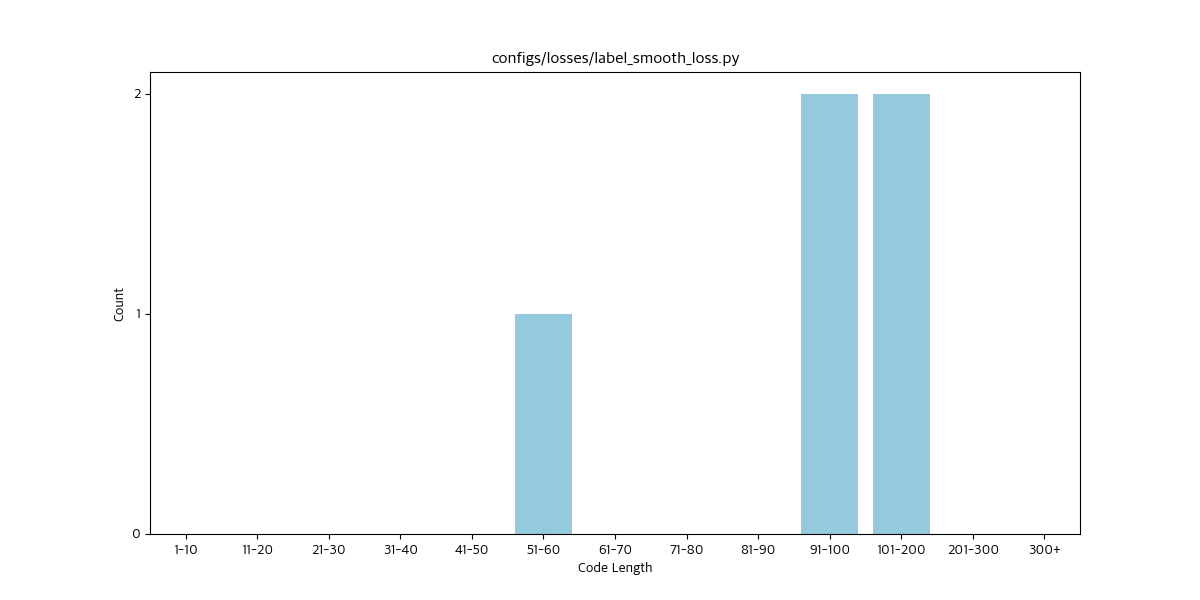 configs/losses/label_smooth_loss.py
2
1
0
Count
1-10 11-20 21-30 31-40 41-50 51-60 61-70 71-80 81-90 91-100 101-200 201-300 300+
Code Length